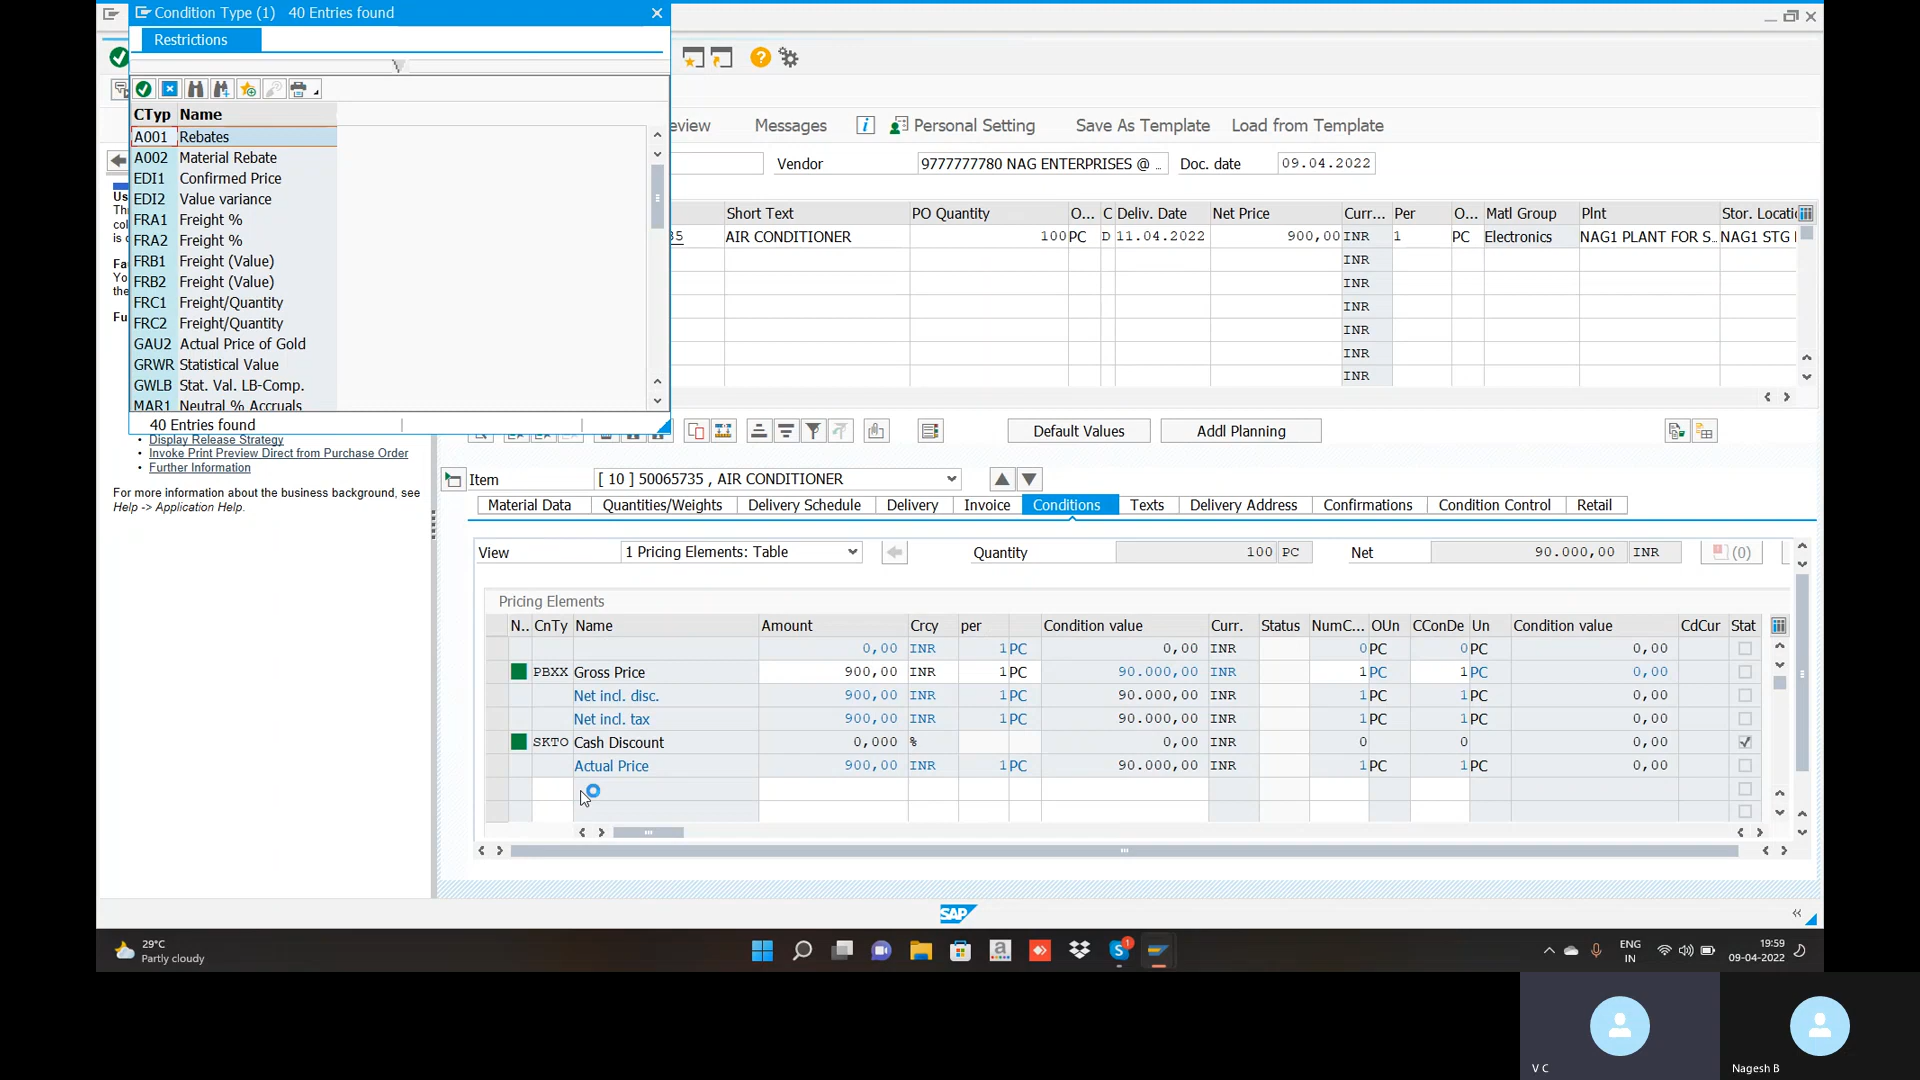 Condition Type (1) 40 Entries found
Restrictions
CTyp Name
A001 Rebates
A002 Material Rebate
EDI1 Confirmed Price
EDI2 Value variance
FRA1 Freight %
FRA2 Freight %
FRB1 Freight (Value)
FRB2 Freight (Value)
FRC1 Freight/Quantity
FRC2 Freight/Quantity
GAU2 Actual Price of Gold
GRWR Statistical Value
GWLB Stat. Val. LB-Comp.
MAR1 Neutral % Accruals
40 Entries found
Messages Personal Setting Save As Template Load from Template
Vendor 9777777780 NAG ENTERPRISES @ .. Doc. date 09.04.2022
Short Text PO Quantity O... C Deliv. Date Net Price Curr... Per O... Matl Group Plnt Stor. Locati
35 AIR CONDITIONER 100 PC D 11.04.2022 900,00 INR 1 PC Electronics NAG1 PLANT FOR S.. NAG1 STG
INR
INR
INR
INR
INR
INR
Default Values Addl Planning
Display Release Strategy
Invoke Print Preview Direct from Purchase Order
Further Information
For more information about the business background, see
Help -> Application Help.
Item [ 10 ] 50065735 , AIR CONDITIONER
Material Data Quantities/Weights Delivery Schedule Delivery Invoice Conditions Texts Delivery Address Confirmations Condition Control Retail
View 1 Pricing Elements: Table Quantity 100 PC Net 90.000,00 INR (0)
Pricing Elements
N.. CnTy Name Amount Crcy per Condition value Curr. Status NumC... OUn CConDe Un Condition value CdCur Stat
0,00 INR 1 PC 0,00 INR 0 PC 0 PC 0,00
PBXX Gross Price 900,00 INR 1 PC 90.000,00 INR 1 PC 1 PC 0,00
Net incl. disc. 900,00 INR 1 PC 90.000,00 INR 1 PC 1 PC 0,00
Net incl. tax 900,00 INR 1 PC 90.000,00 INR 1 PC 1 PC 0,00
SKTO Cash Discount 0,000 % 0,00 INR 0 0 0,00
Actual Price 900,00 INR 1 PC 90.000,00 INR 1 PC 1 PC 0,00
SAP
29°C
Partly cloudy
ENG
IN
19:59
09-04-2022
V C
Nagesh B